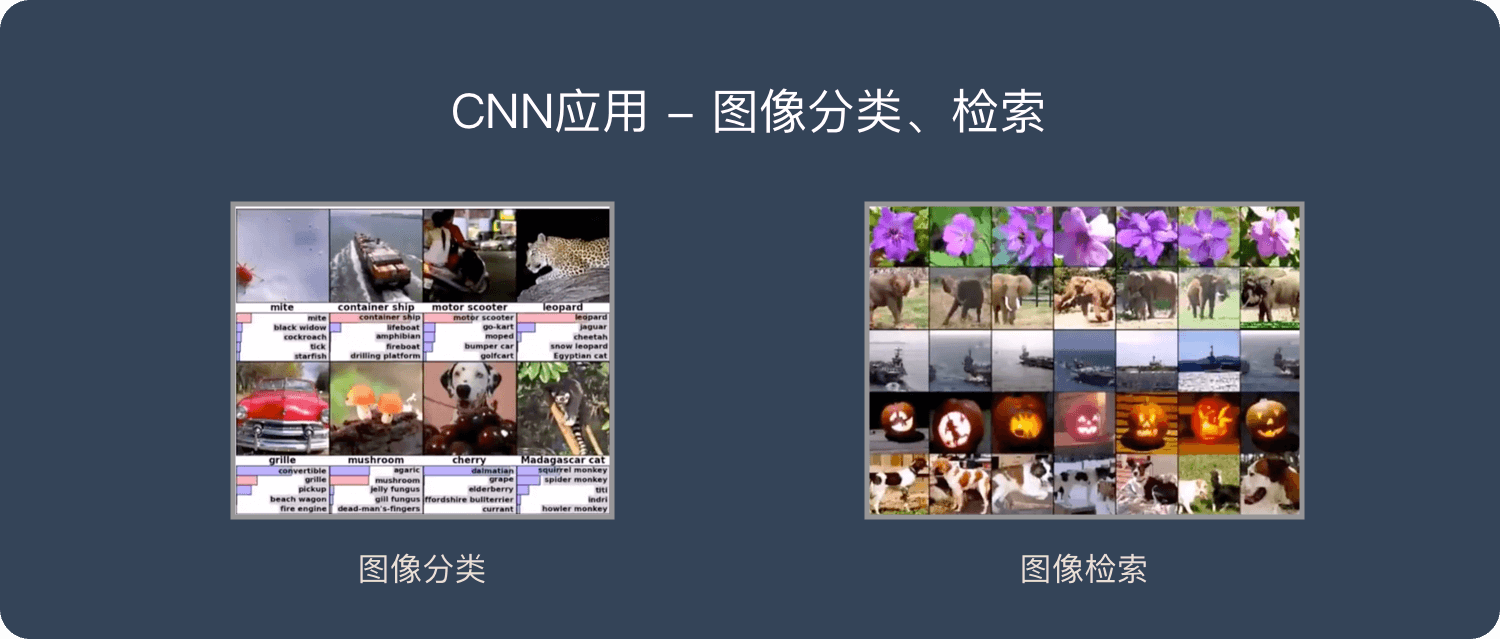 CNN应用 – 图像分类、检索
mite
container ship
motor scooter
leopard
mite
black widow
cockroach
tick
starfish
container ship
lifeboat
amphibian
fireboat
drilling platform
motor scooter
go-kart
moped
bumper car
golfcart
leopard
jaguar
cheetah
snow leopard
Egyptian cat
grille
mushroom
cherry
Madagascar cat
convertible
grille
pickup
beach wagon
fire engine
agaric
mushroom
jelly fungus
gill fungus
dead-man's-fingers
dalmatian
grape
elderberry
ffordshire bullterrier
currant
squirrel monkey
spider monkey
titi
indri
howler monkey
图像分类
图像检索